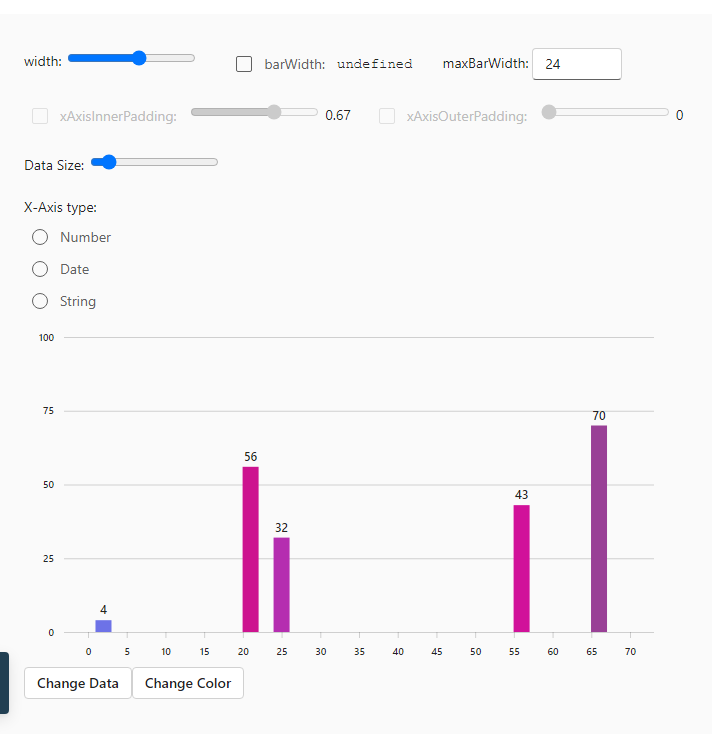 width: barWidth: undefined maxBarWidth: 24
xAxisInnerPadding: 0.67 xAxisOuterPadding: 0
Data Size:
X-Axis type:
Number
Date
String
100
75
70
56
50
43
32
25
4
0
0 5 10 15 20 25 30 35 40 45 50 55 60 65 70
Change Data Change Color